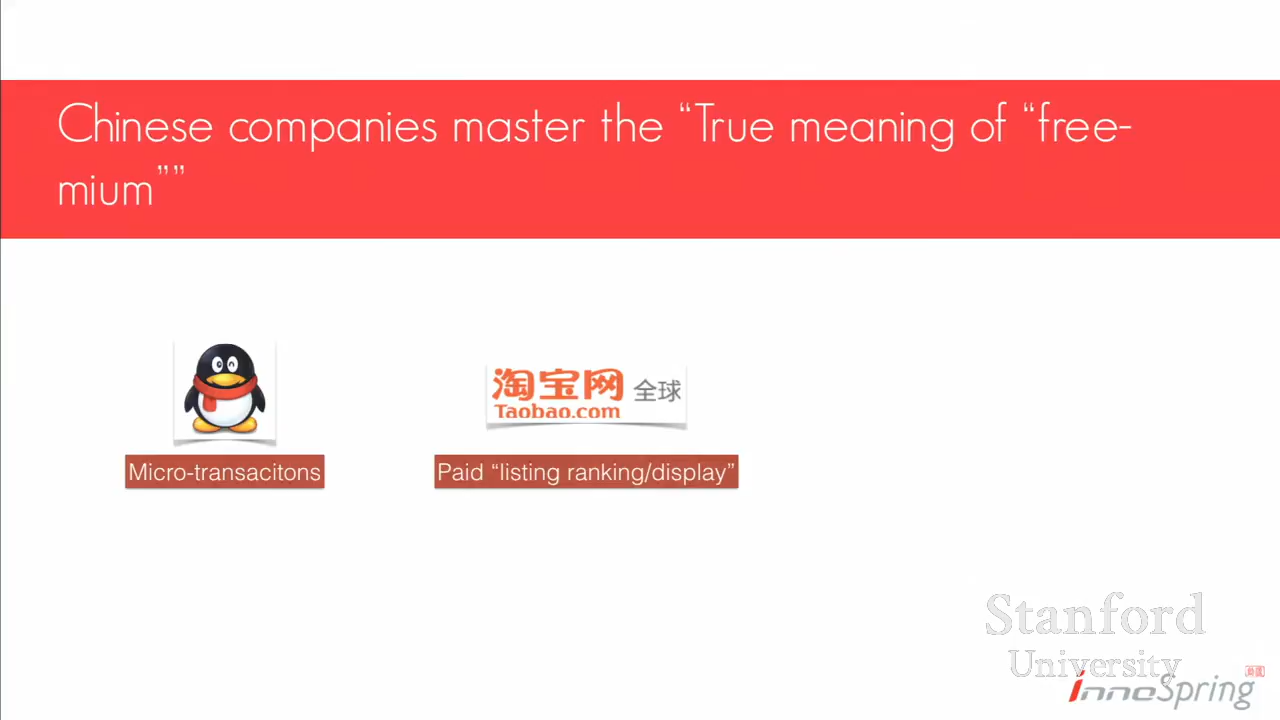 Chinese companies master the “True meaning of “free-
mium””
淘宝网 全球
Taobao.com
Micro-transacitons
Paid “listing ranking/display”
Stanford
University
InneSpring